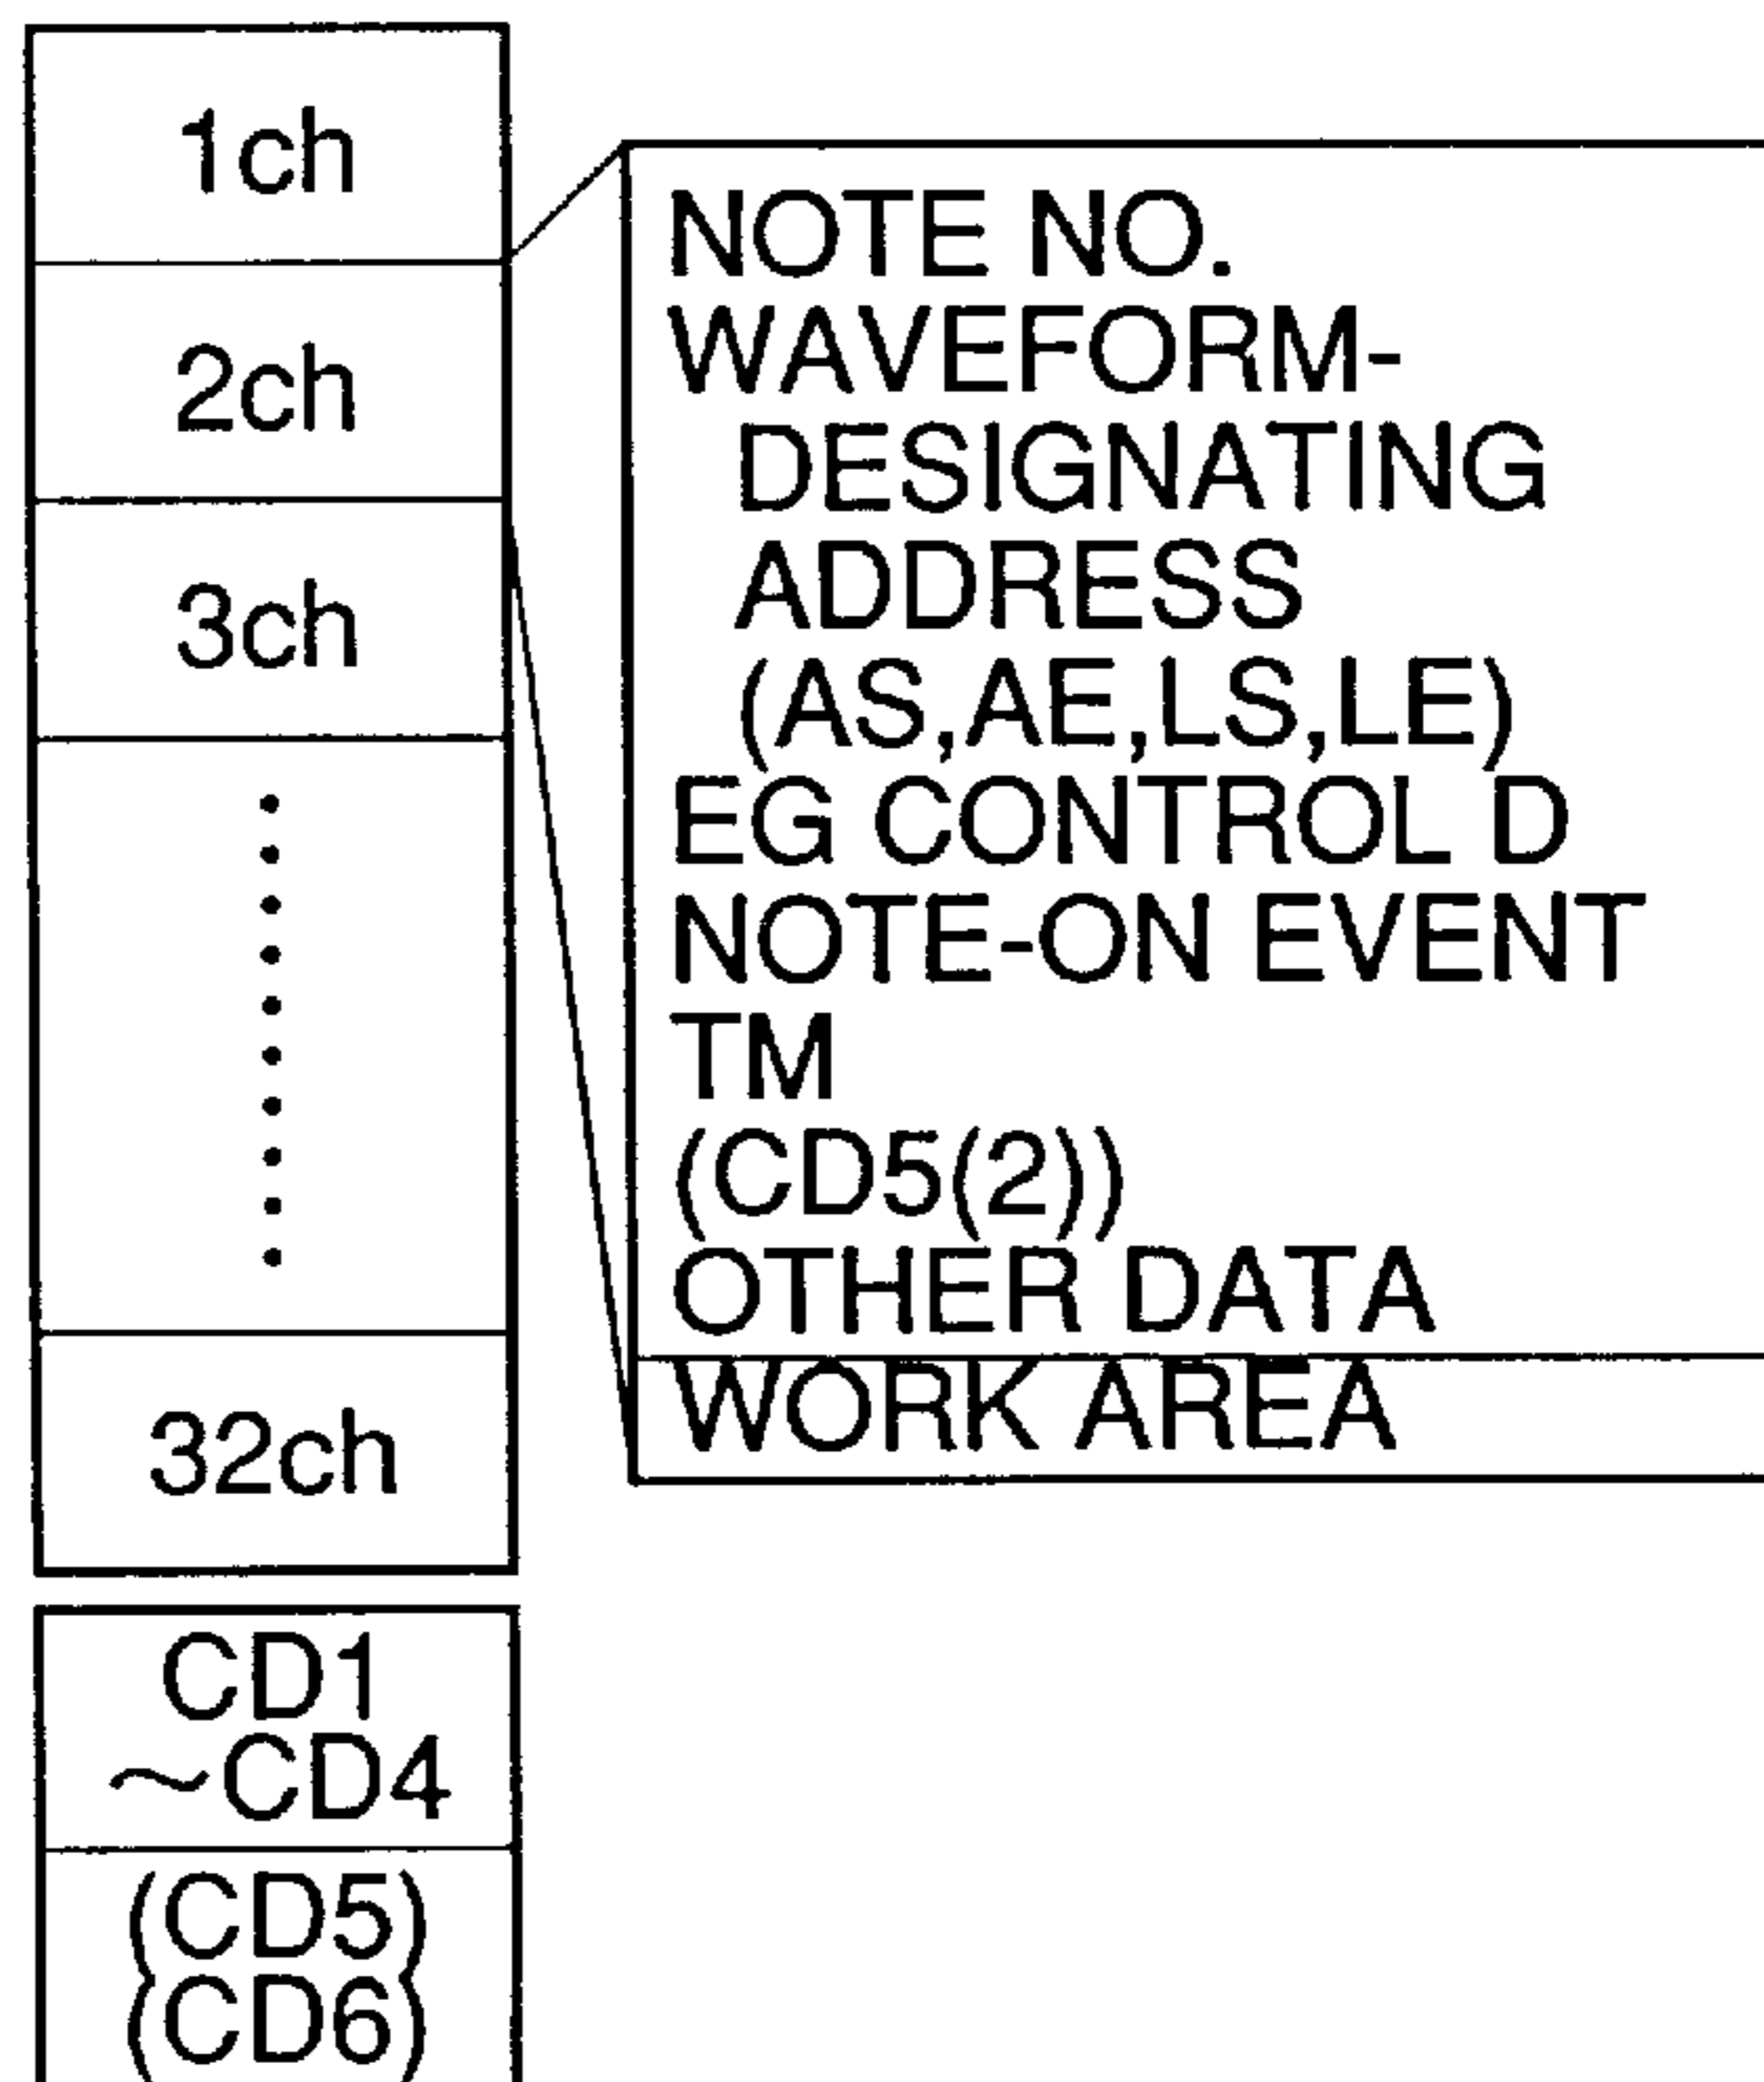 1ch
2ch
3ch
32ch
NOTE NO.
WAVEFORM-
DESIGNATING
ADDRESS
(AS,AE,LS,LE)
EG CONTROL D
NOTE-ON EVENT
TM
(CD5(2))
OTHER DATA
WORK AREA
CD1
~CD4
(CD5)
(CD6)